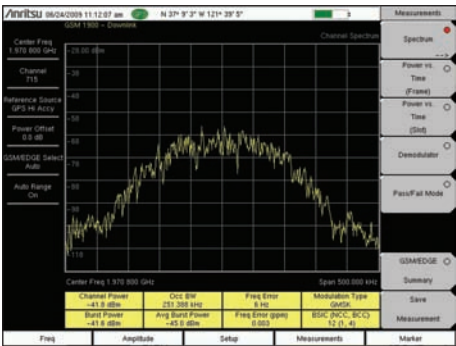 Anritsu 06/24/2009 11:12:07 am
N 37° 9' 3" W 121° 39' 5"
Measurements
GSM 1900 - Downlink
Channel Spectrum
Center Freq
1.970 800 GHz
Channel
715
Reference Source
GPS Hi Accy
Power Offset
0.0 dB
GSM/EDGE Select
Auto
Auto Range
On
-110
Center Freq 1.970 800 GHz
Span 500.000 kHz
Channel Power
-41.8 dBm
Occ BW
251.308 kHz
Freq Error
6 Hz
Modulation Type
GMSK
Burst Power
-41.6 dBm
Avg Burst Power
-45.0 dBm
Freq Error (ppm)
0.003
BSIC (NCC, BCC)
12 (1, 4)
Spectrum
-->
Power vs.
Time
(Frame)
Power vs.
Time
(Slot)
Demodulator
Pass/Fail Mode
GSM/EDGE
Summary
Save
Measurement
Freq
Amplitude
Setup
Measurements
Marker